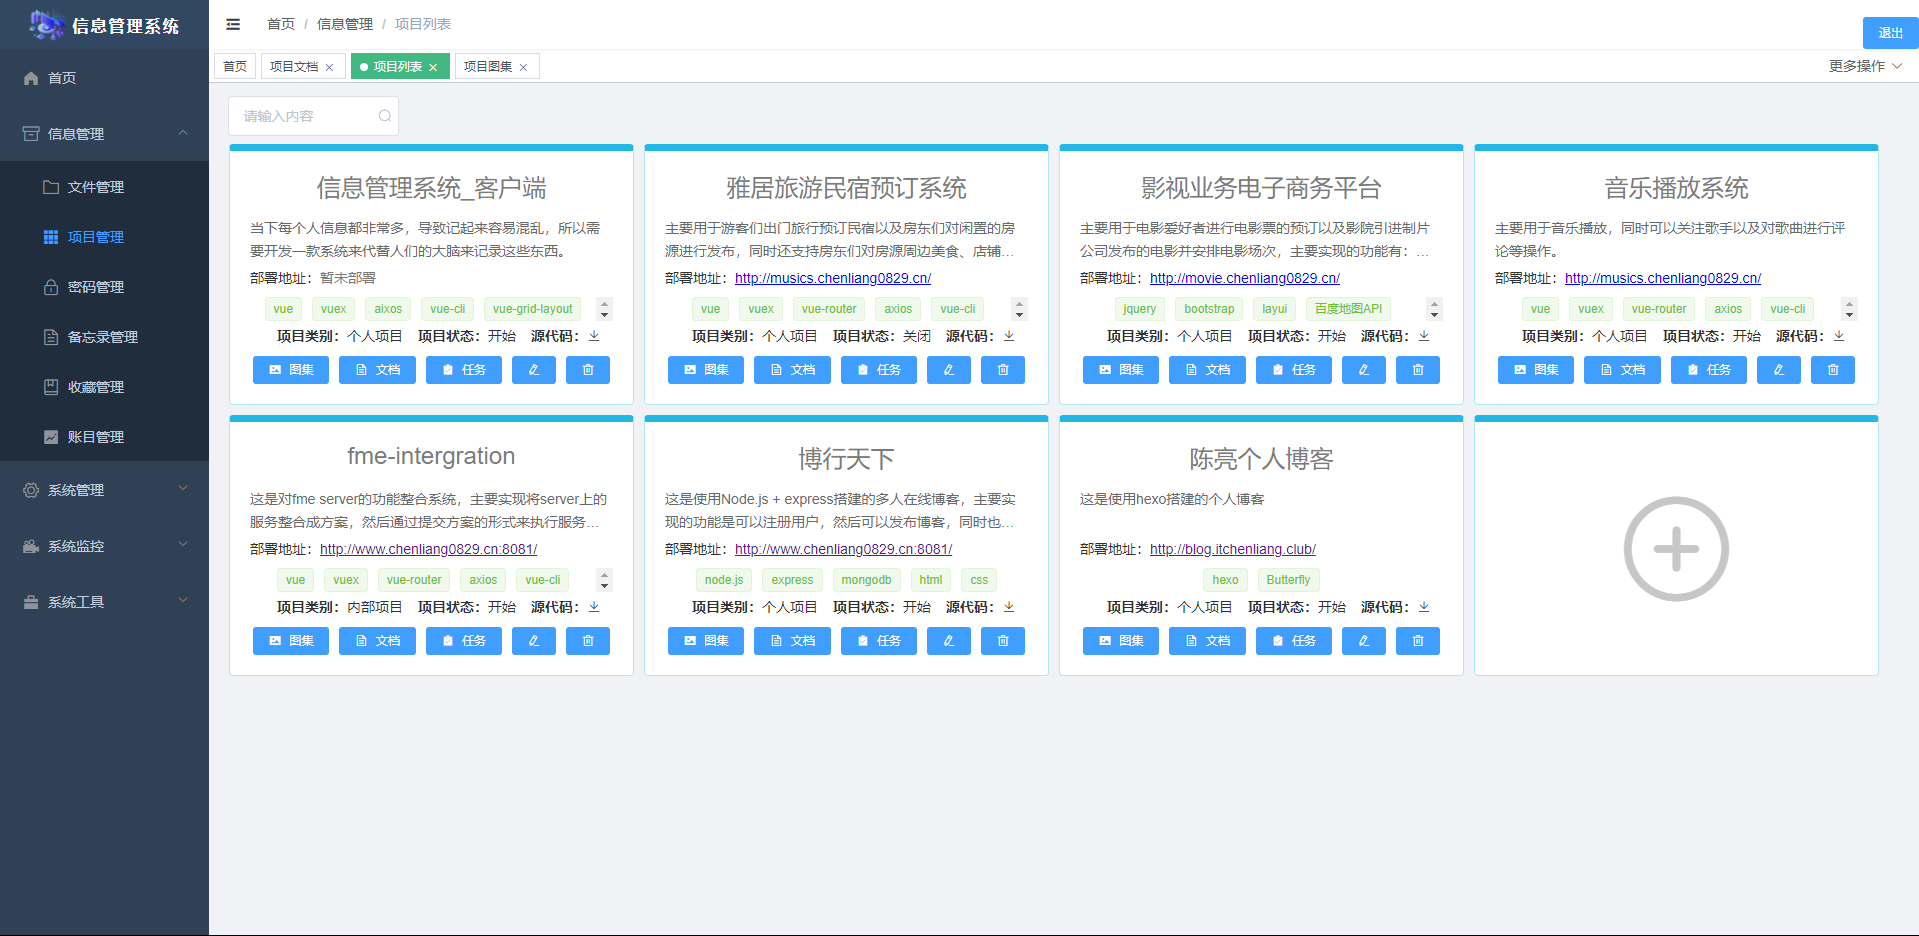 信息管理系统
首页 / 信息管理 / 项目列表
退出
首页
项目文档
项目列表
项目图集
更多操作
首页
信息管理
文件管理
项目管理
密码管理
备忘录管理
收藏管理
账目管理
系统管理
系统监控
系统工具
请输入内容
信息管理系统_客户端
当下每个人信息都非常多，导致记起来容易混乱，所以需
要开发一款系统来代替人们的大脑来记录这些东西。
部署地址：暂未部署
vue vuex aixos vue-cli vue-grid-layout
项目类别：个人项目 项目状态：开始 源代码：
图集 文档 任务
雅居旅游民宿预订系统
主要用于游客们出门旅行预订民宿以及房东们对闲置的房
源进行发布，同时还支持房东们对房源周边美食、店铺...
部署地址：http://musics.chenliang0829.cn/
vue vuex vue-router axios vue-cli
项目类别：个人项目 项目状态：关闭 源代码：
图集 文档 任务
影视业务电子商务平台
主要用于电影爱好者进行电影票的预订以及影院引进制片
公司发布的电影并安排电影场次，主要实现的功能有：...
部署地址：http://movie.chenliang0829.cn/
jquery bootstrap layui 百度地图API
项目类别：个人项目 项目状态：开始 源代码：
图集 文档 任务
音乐播放系统
主要用于音乐播放，同时可以关注歌手以及对歌曲进行评
论等操作。
部署地址：http://musics.chenliang0829.cn/
vue vuex vue-router axios vue-cli
项目类别：个人项目 项目状态：开始 源代码：
图集 文档 任务
fme-intergration
这是对fme server的功能整合系统，主要实现将server上的
服务整合成方案，然后通过提交方案的形式来执行服务...
部署地址：http://www.chenliang0829.cn:8081/
vue vuex vue-router axios vue-cli
项目类别：内部项目 项目状态：开始 源代码：
图集 文档 任务
博行天下
这是使用Node.js + express搭建的多人在线博客，主要实
现的功能是可以注册用户，然后可以发布博客，同时也...
部署地址：http://www.chenliang0829.cn:8081/
node.js express mongodb html css
项目类别：个人项目 项目状态：开始 源代码：
图集 文档 任务
陈亮个人博客
这是使用hexo搭建的个人博客
部署地址：http://blog.itchenliang.club/
hexo Butterfly
项目类别：个人项目 项目状态：开始 源代码：
图集 文档 任务